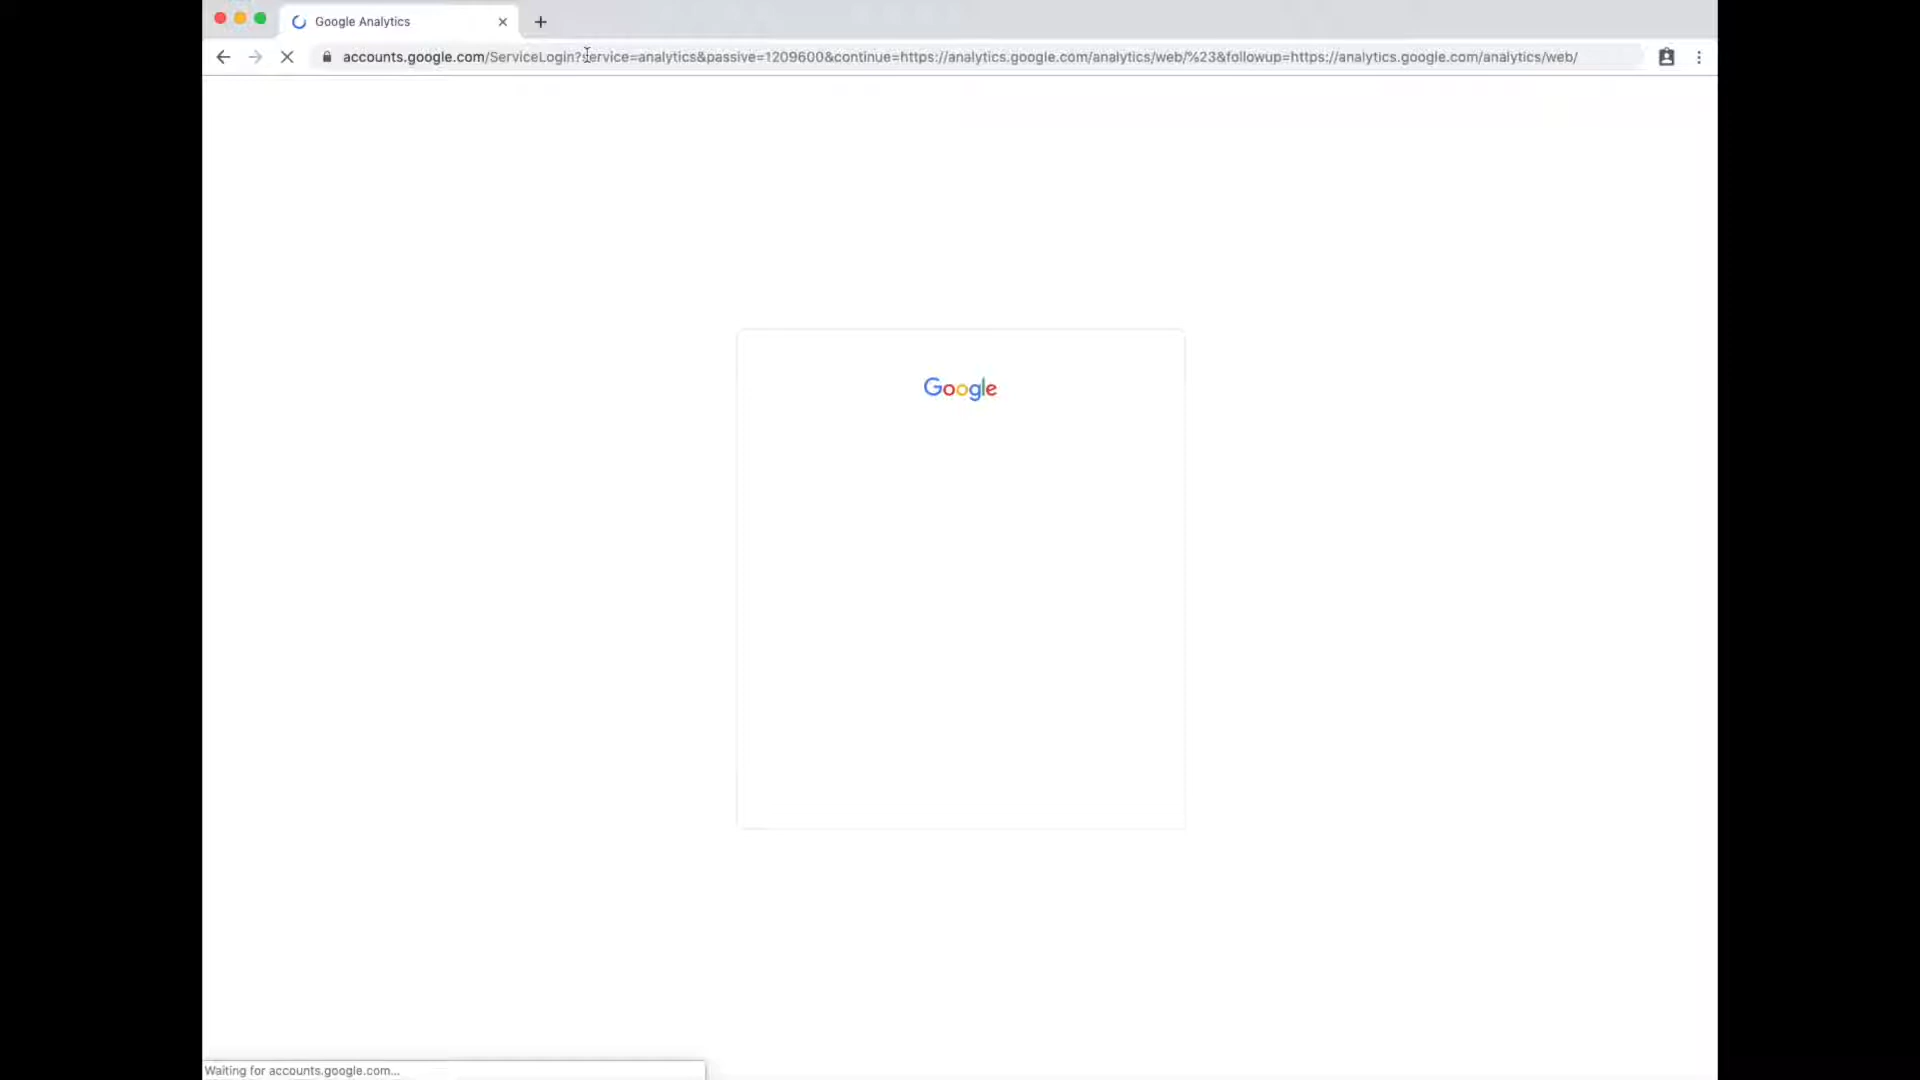 Google Analytics
accounts.google.com/ServiceLogin?service=analytics&passive=1209600&continue=https://analytics.google.com/analytics/web/%23&followup=https://analytics.google.com/analytics/web/
Google
Waiting for accounts.google.com...